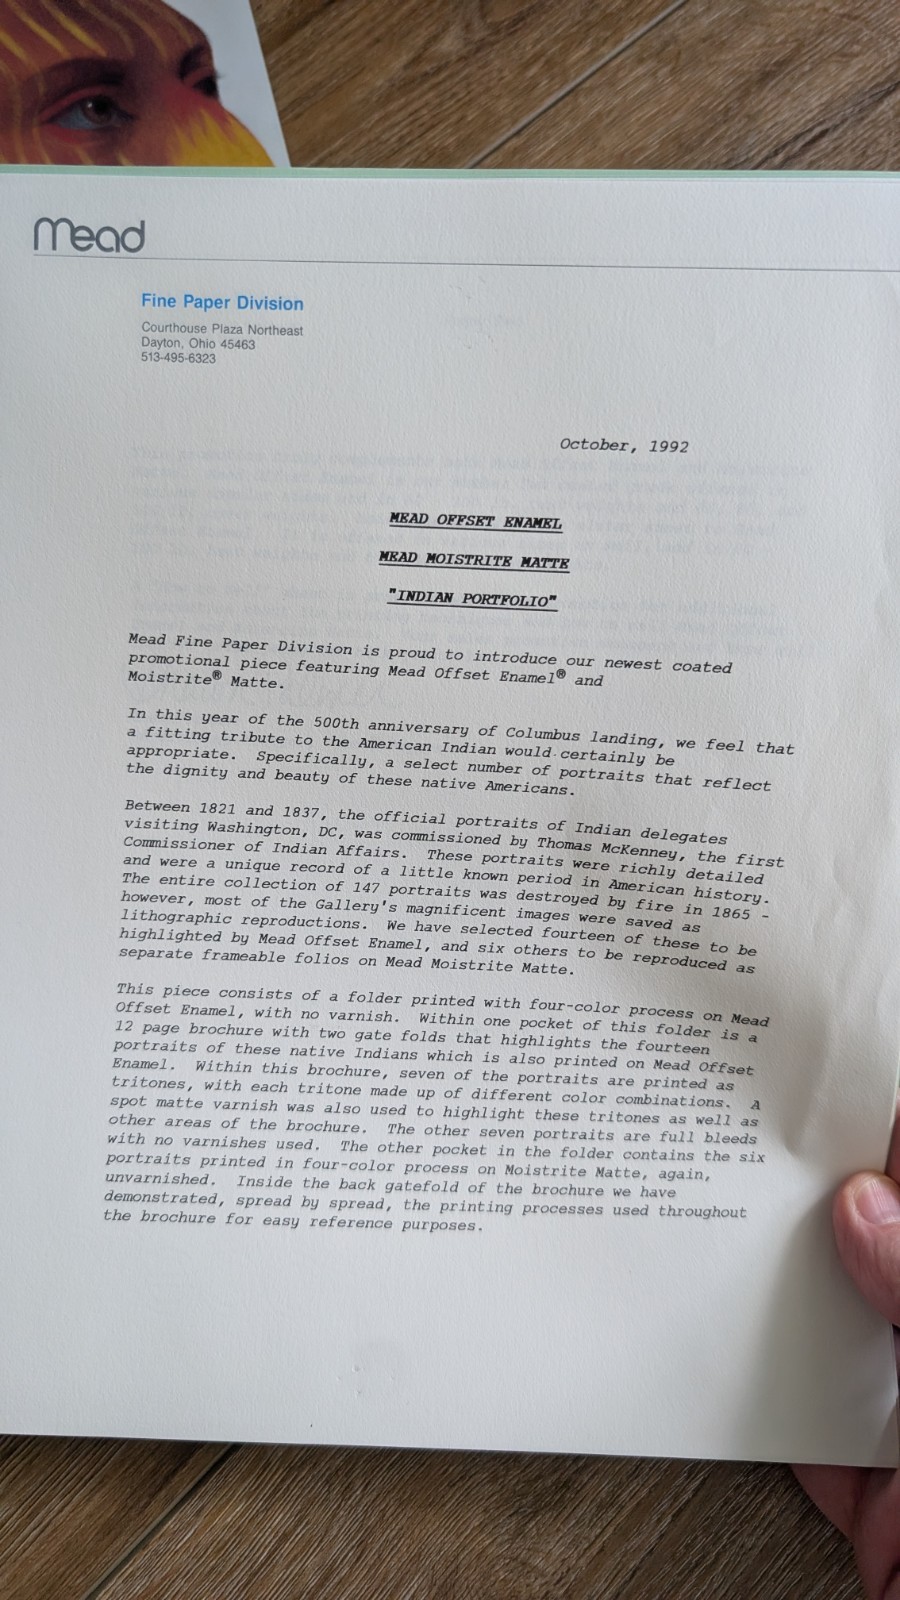 Mead
Fine Paper Division
Courthouse Plaza Northeast
Dayton, Ohio 45463
513-495-6323
October, 1992
MEAD OFFSET ENAMEL
MEAD MOISTRITE MATTE
"INDIAN PORTFOLIO"
Mead Fine Paper Division is proud to introduce our newest coated
promotional piece featuring Mead Offset Enamel® and
Moistrite® Matte.
In this year of the 500th anniversary of Columbus landing, we feel that
a fitting tribute to the American Indian would certainly be
appropriate. Specifically, a select number of portraits that reflect
the dignity and beauty of these native Americans.
Between 1821 and 1837, the official portraits of Indian delegates
visiting Washington, DC, was commissioned by Thomas McKenney, the first
Commissioner of Indian Affairs. These portraits were richly detailed
and were a unique record of a little known period in American history.
The entire collection of 147 portraits was destroyed by fire in 1865 -
however, most of the Gallery's magnificent images were saved as
lithographic reproductions. We have selected fourteen of these to be
highlighted by Mead Offset Enamel, and six others to be reproduced as
separate frameable folios on Mead Moistrite Matte.
This piece consists of a folder printed with four-color process on Mead
Offset Enamel, with no varnish. Within one pocket of this folder is a
12 page brochure with two gate folds that highlights the fourteen
portraits of these native Indians which is also printed on Mead Offset
Enamel. Within this brochure, seven of the portraits are printed as
tritones, with each tritone made up of different color combinations. A
spot matte varnish was also used to highlight these tritones as well as
other areas of the brochure. The other seven portraits are full bleeds
with no varnishes used. The other pocket in the folder contains the six
portraits printed in four-color process on Moistrite Matte, again,
unvarnished. Inside the back gatefold of the brochure we have
demonstrated, spread by spread, the printing processes used throughout
the brochure for easy reference purposes.